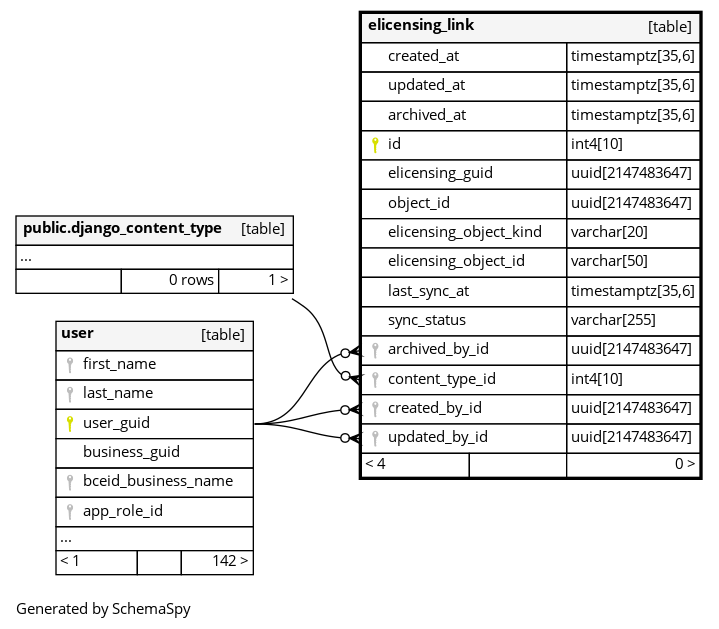 elicensing_link [table]
created_at timestamptz[35,6]
updated_at timestamptz[35,6]
archived_at timestamptz[35,6]
id int4[10]
elicensing_guid uuid[2147483647]
object_id uuid[2147483647]
elicensing_object_kind varchar[20]
elicensing_object_id varchar[50]
last_sync_at timestamptz[35,6]
sync_status varchar[255]
archived_by_id uuid[2147483647]
content_type_id int4[10]
created_by_id uuid[2147483647]
updated_by_id uuid[2147483647]
< 4 0 >
public.django_content_type [table]
...
0 rows 1 >
user [table]
first_name
last_name
user_guid
business_guid
bceid_business_name
app_role_id
...
< 1 142 >
Generated by SchemaSpy